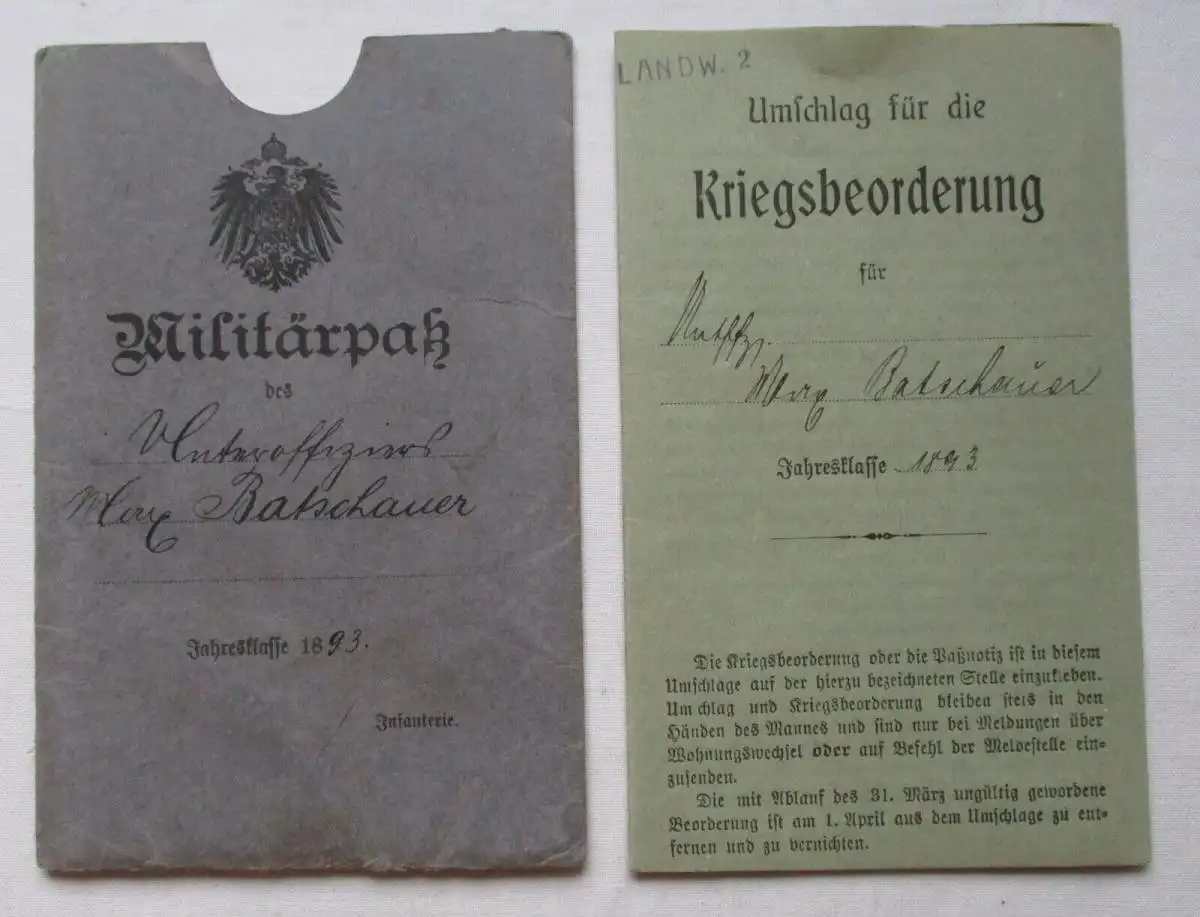 Militärpaß
des
Unteroffiziers
Max Batschauer
Jahresklasse 1893.
Infanterie.
LANDW. 2
Umschlag für die
Kriegsbeorderung
für
Untffz.
Max Batschauer
Jahresklasse 1893
Die Kriegsbeorderung oder die Paßnotiz ist in diesem
Umschlage auf der hierzu bezeichneten Stelle einzukleben.
Um chlag und Kriegsbeorderung bleiben stets in den
Händen des Mannes und sind nur bei Meldungen über
Wohnungswechsel oder auf Befehl der Meldestelle ein-
zusenden.
Die mit Ablauf des 31. März ungültig gewordene
Beorderung ist am 1. April aus dem Umschlage zu ent-
fernen und zu vernichten.